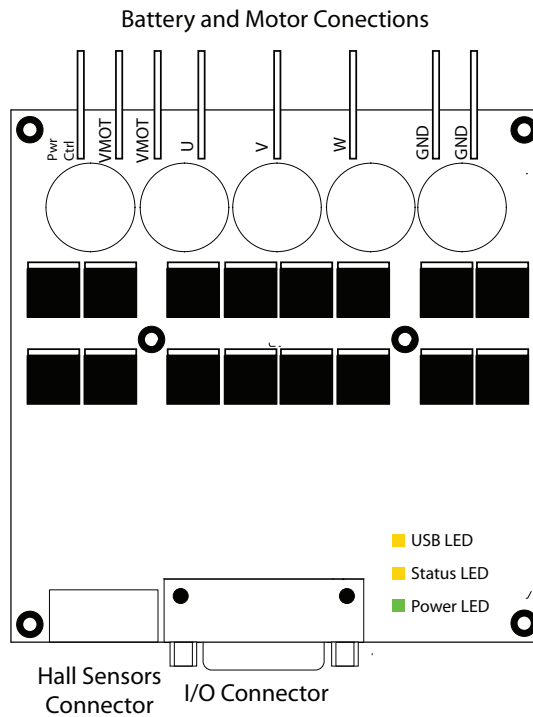 Battery and Motor Conections
Pwr
Ctrl
VMOT
VMOT
U
V
W
GND
GND
USB LED
Status LED
Power LED
Hall Sensors
Connector
I/O Connector